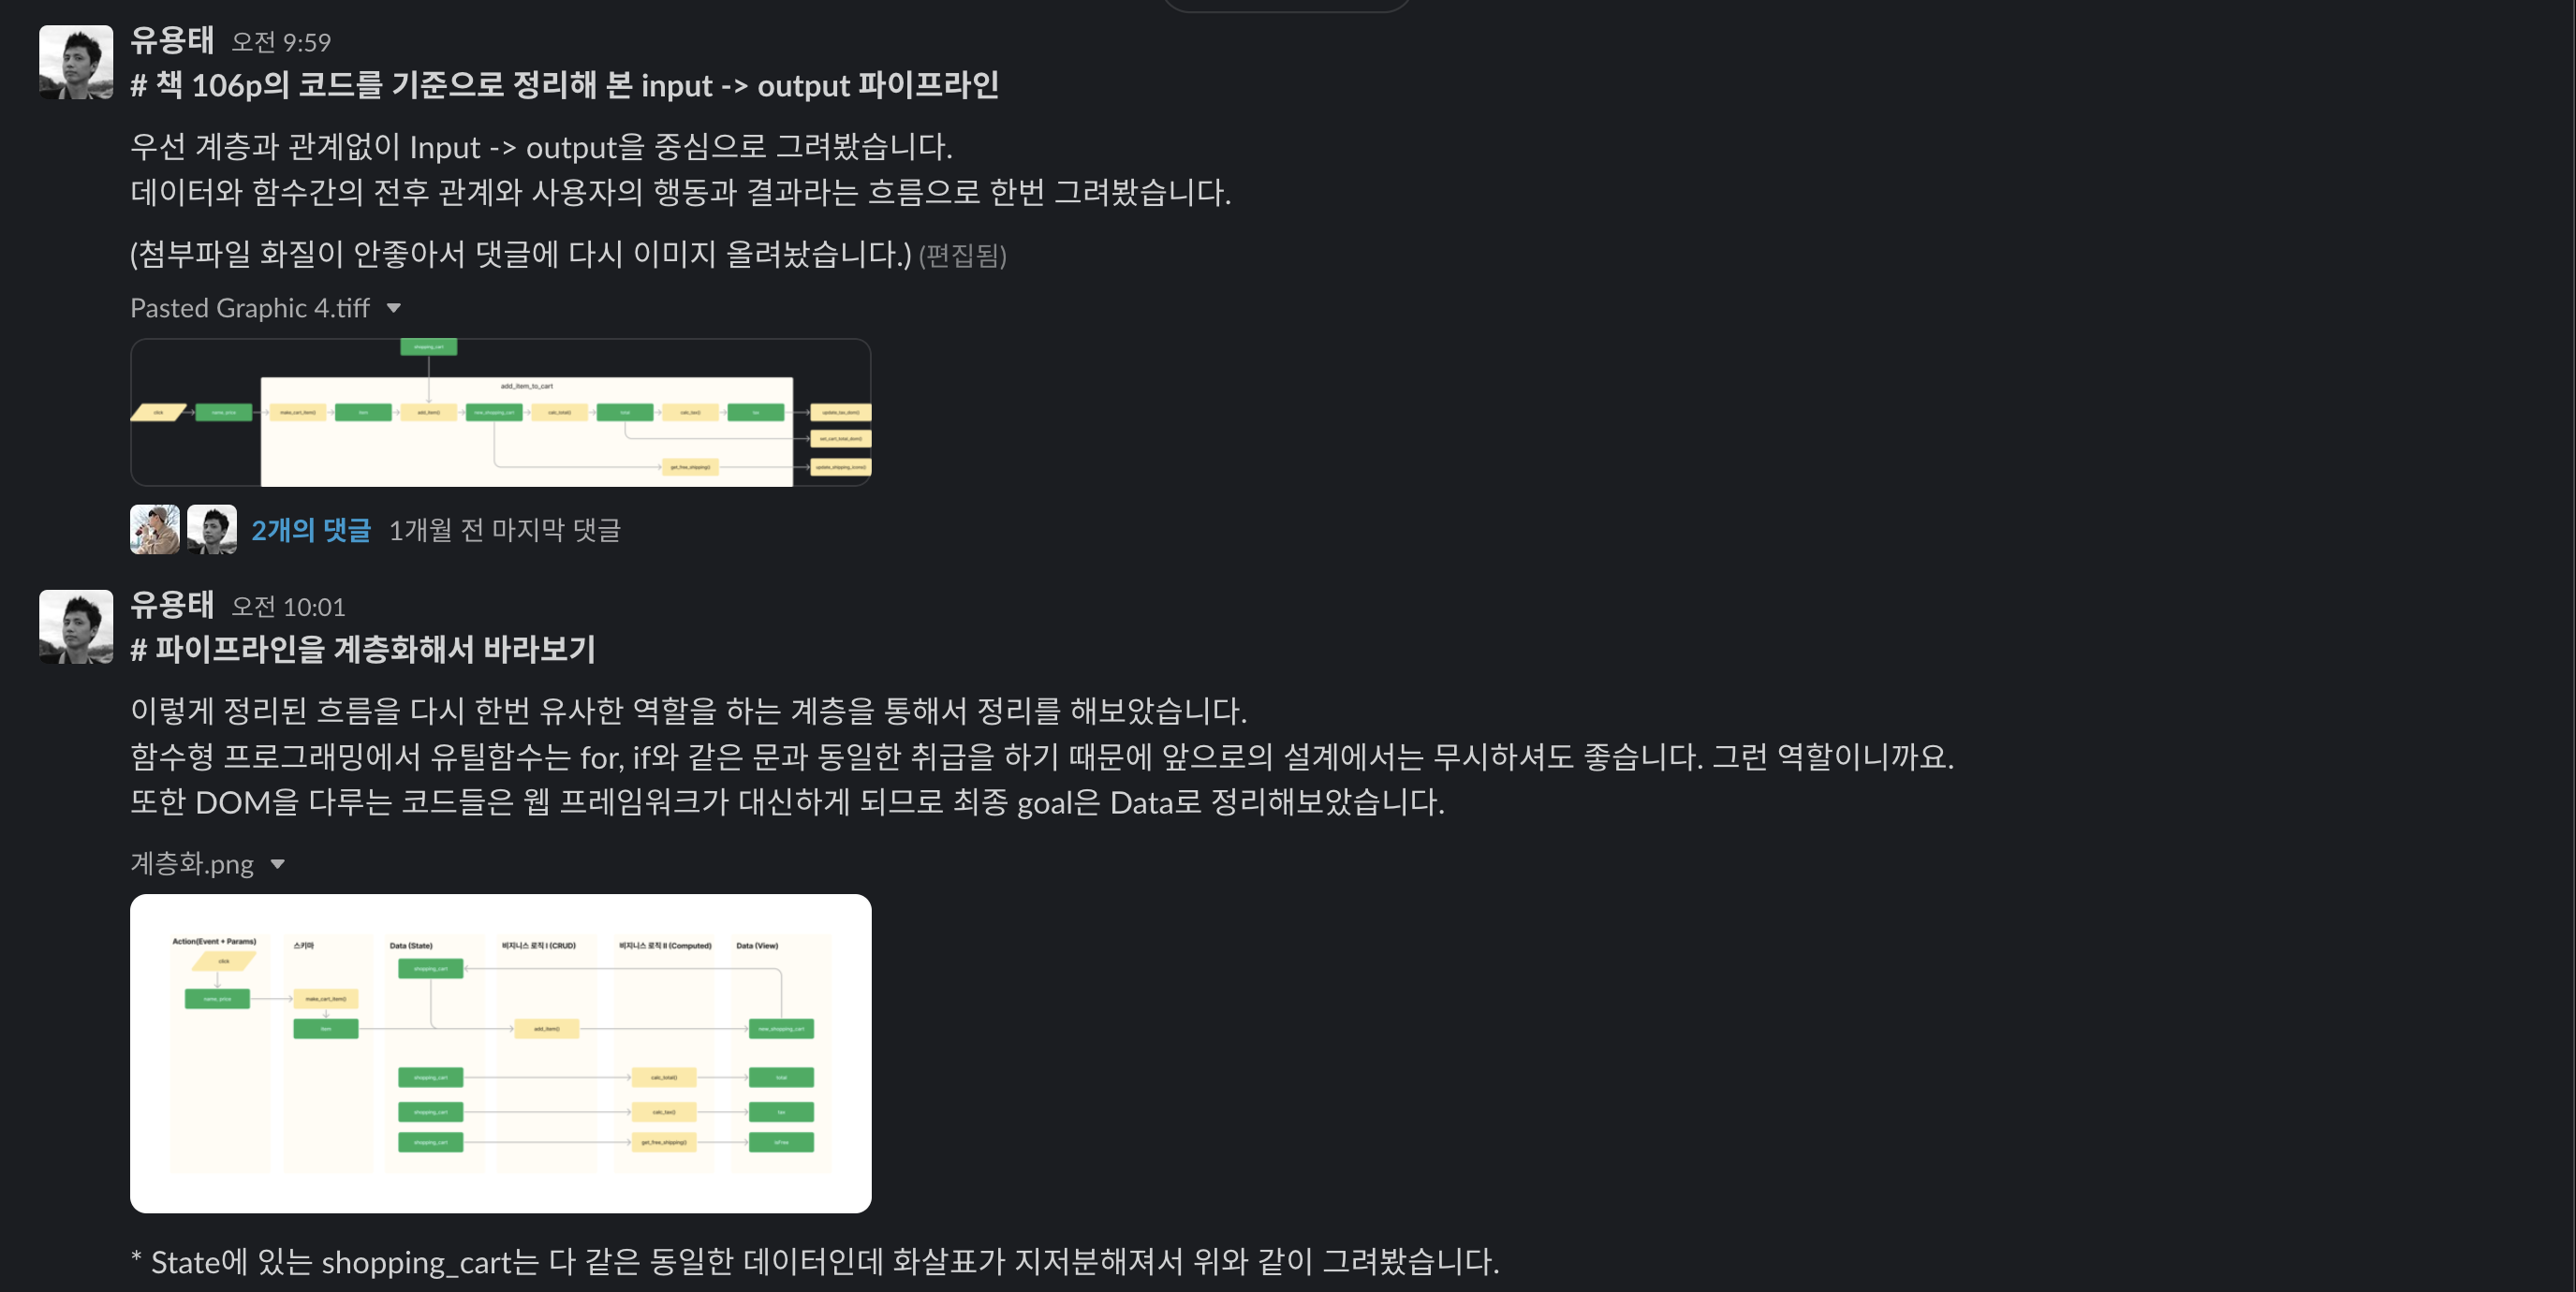 유용태 오전 9:59
# 책 106p의 코드를 기준으로 정리해 본 input -> output 파이프라인
우선 계층과 관계없이 Input -> output을 중심으로 그려봤습니다.
데이터와 함수간의 전후 관계와 사용자의 행동과 결과라는 흐름으로 한번 그려봤습니다.
(첨부파일 화질이 안좋아서 댓글에 다시 이미지 올려놨습니다.) (편집됨)
Pasted Graphic 4.tiff
shopping_cart
add_item_to_cart
click
name, price
make_cart_item()
item
add_item()
new_shopping_cart
calc_total()
total
calc_tax()
tax
update_tax_dom()
set_cart_total_dom()
get_free_shipping()
update_shipping_icons()
2개의 댓글 1개월 전 마지막 댓글
유용태 오전 10:01
# 파이프라인을 계층화해서 바라보기
이렇게 정리된 흐름을 다시 한번 유사한 역할을 하는 계층을 통해서 정리를 해보았습니다.
함수형 프로그래밍에서 유틸함수는 for, if와 같은 문과 동일한 취급을 하기 때문에 앞으로의 설계에서는 무시하셔도 좋습니다. 그런 역할이니까요.
또한 DOM을 다루는 코드들은 웹 프레임워크가 대신하게 되므로 최종 goal은 Data로 정리해보았습니다.
계층화.png
Action(Event + Params) 스키마 Data (State) 비지니스 로직 I (CRUD) 비지니스 로직 II (Computed) Data (View)
click
shopping_cart
name, price
make_cart_item()
item
add_item()
new_shopping_cart
shopping_cart
calc_total()
total
shopping_cart
calc_tax()
tax
shopping_cart
get_free_shipping()
isFree
* State에 있는 shopping_cart는 다 같은 동일한 데이터인데 화살표가 지저분해져서 위와 같이 그려봤습니다.